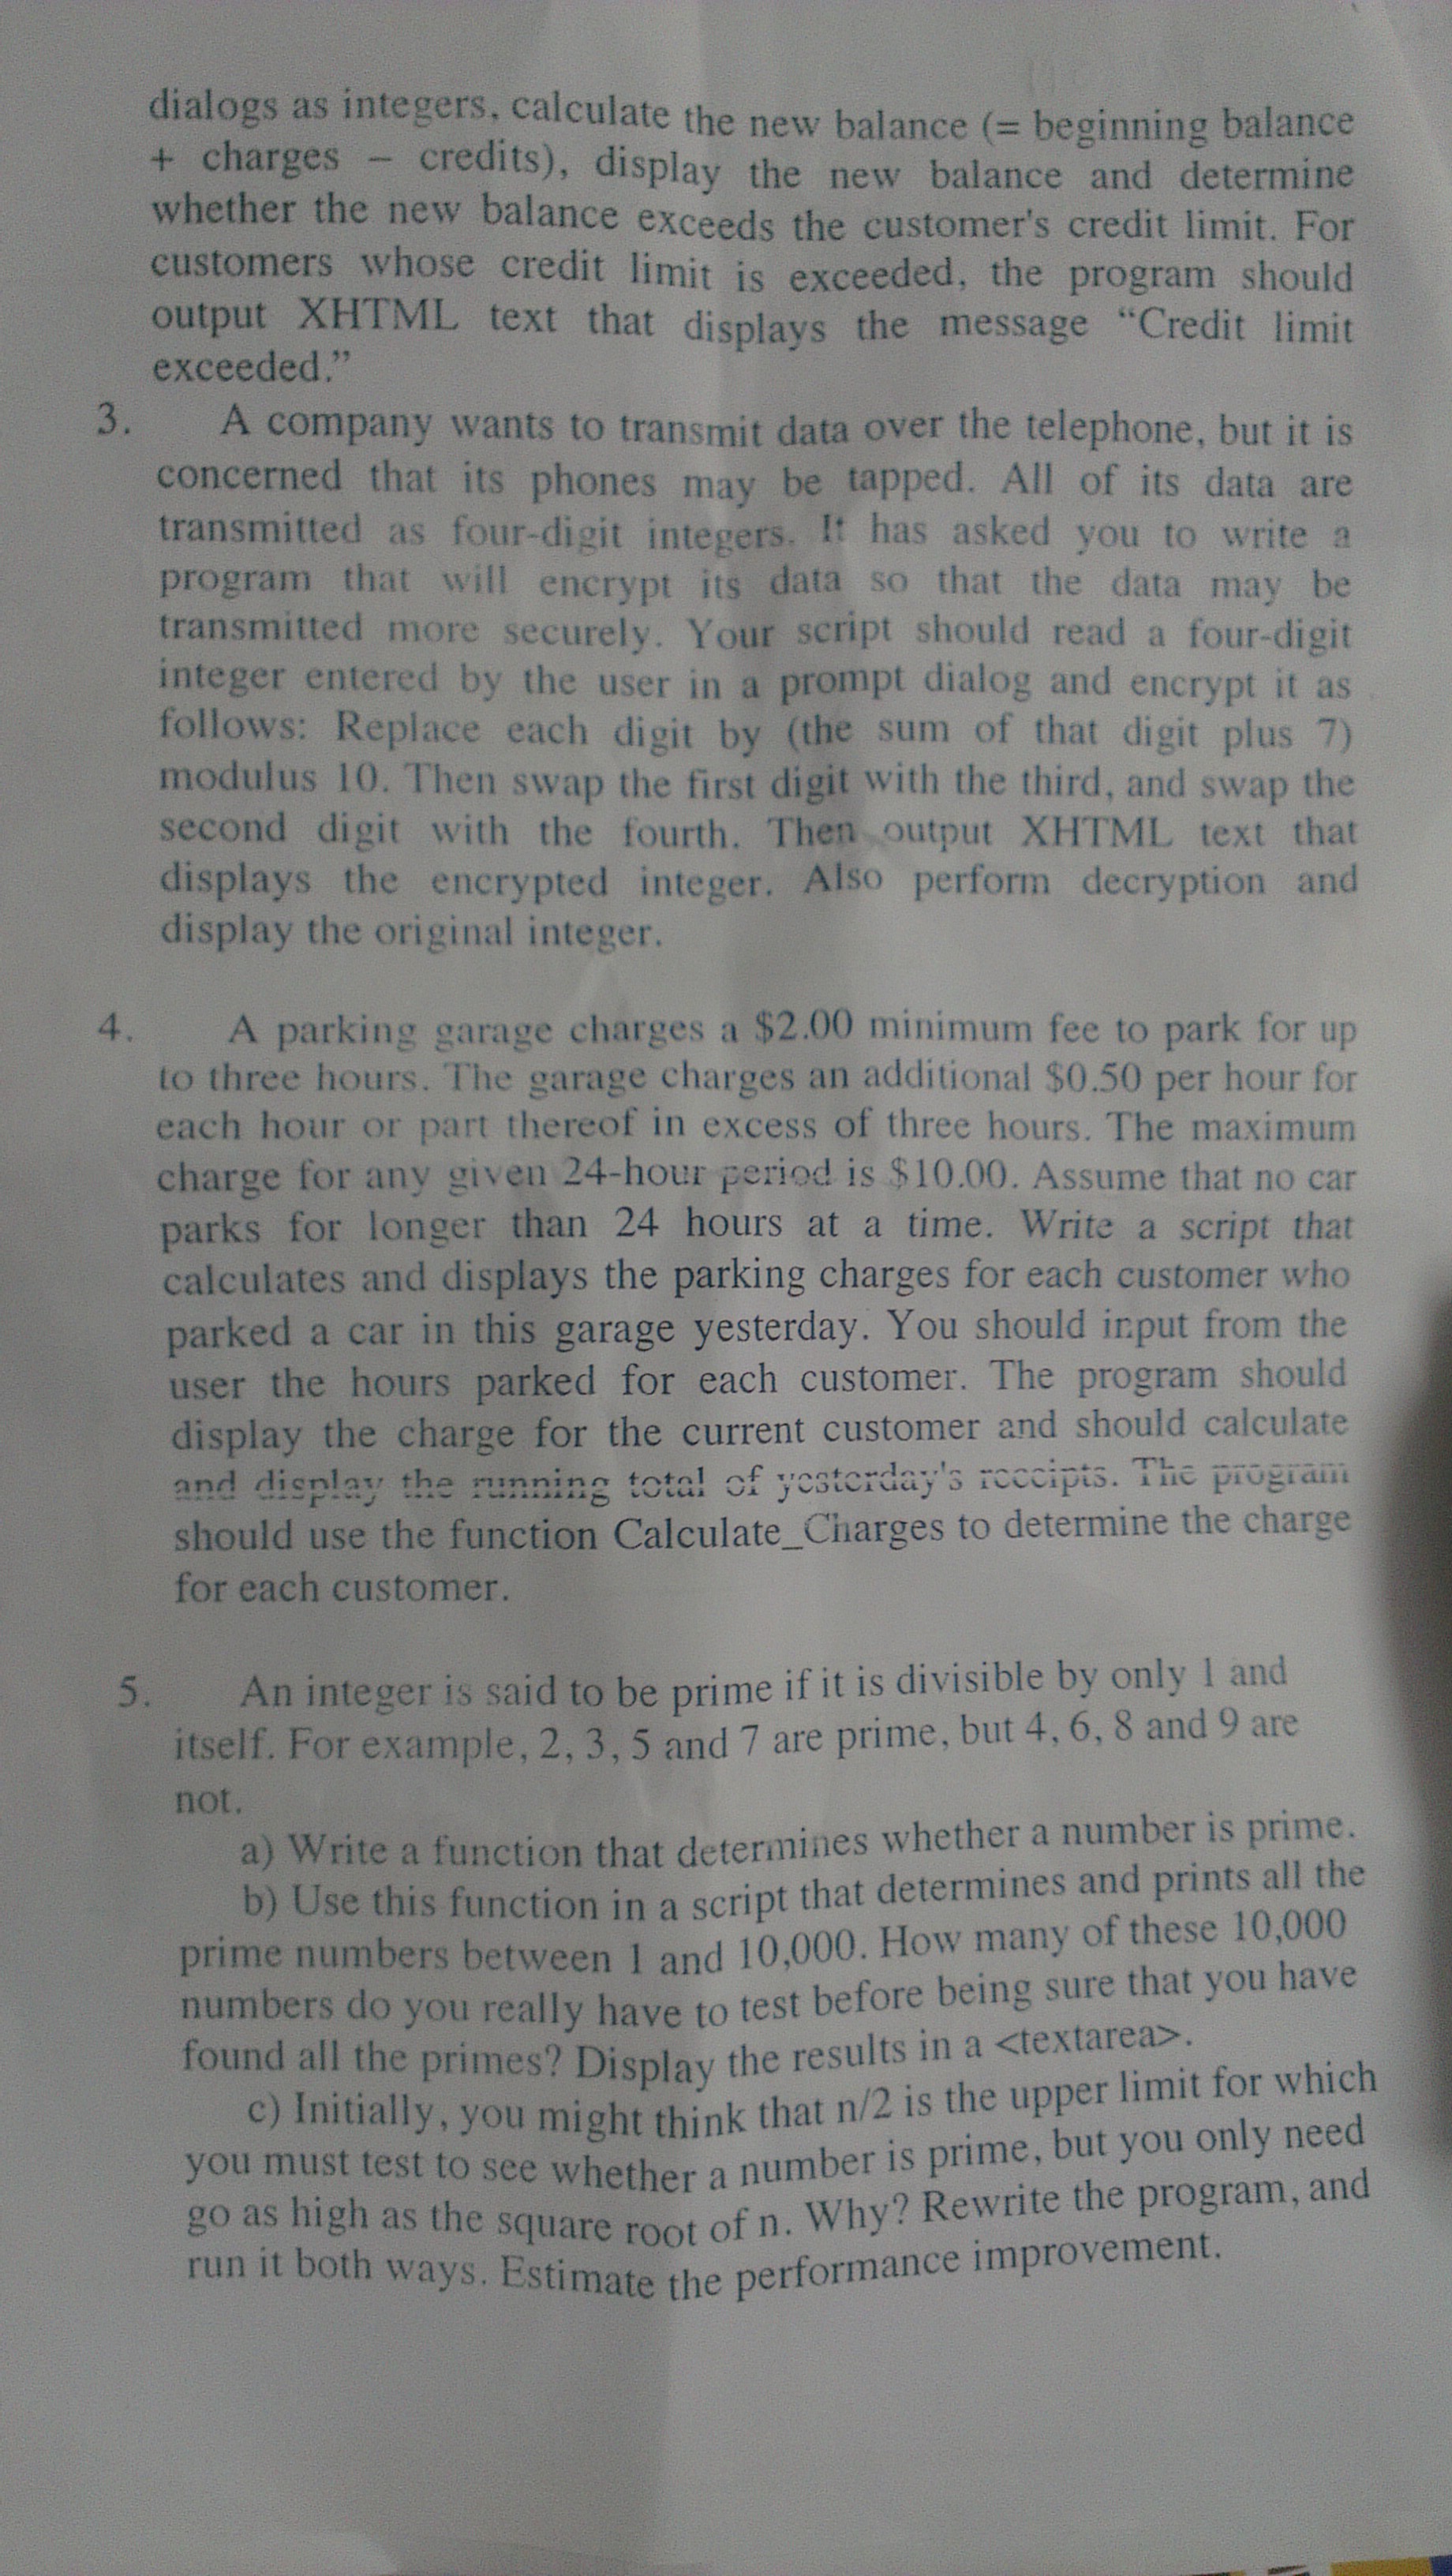 dialogs as integers, calculate the new balance (= beginning balance
+ charges – credits), display the new balance and determine
whether the new balance exceeds the customer's credit limit. For
customers whose credit limit is exceeded, the program should
output XHTML text that displays the message “Credit limit
exceeded.”
3. A company wants to transmit data over the telephone, but it is
concerned that its phones may be tapped. All of its data are
transmitted as four-digit integers. It has asked you to write a
program that will encrypt its data so that the data may be
transmitted more securely. Your script should read a four-digit
integer entered by the user in a prompt dialog and encrypt it as
follows: Replace each digit by (the sum of that digit plus 7)
modulus 10. Then swap the first digit with the third, and swap the
second digit with the fourth. Then output XHTML text that
displays the encrypted integer. Also perform decryption and
display the original integer.
4. A parking garage charges a $2.00 minimum fee to park for up
to three hours. The garage charges an additional $0.50 per hour for
each hour or part thereof in excess of three hours. The maximum
charge for any given 24-hour period is $10.00. Assume that no car
parks for longer than 24 hours at a time. Write a script that
calculates and displays the parking charges for each customer who
parked a car in this garage yesterday. You should input from the
user the hours parked for each customer. The program should
display the charge for the current customer and should calculate
and display the running total of yesterday's receipts. The program
should use the function Calculate_Charges to determine the charge
for each customer.
5. An integer is said to be prime if it is divisible by only 1 and
itself. For example, 2, 3, 5 and 7 are prime, but 4, 6, 8 and 9 are
not.
a) Write a function that determines whether a number is prime.
b) Use this function in a script that determines and prints all the
prime numbers between 1 and 10,000. How many of these 10,000
numbers do you really have to test before being sure that you have
found all the primes? Display the results in a <textarea>.
c) Initially, you might think that n/2 is the upper limit for which
you must test to see whether a number is prime, but you only need
go as high as the square root of n. Why? Rewrite the program, and
run it both ways. Estimate the performance improvement.